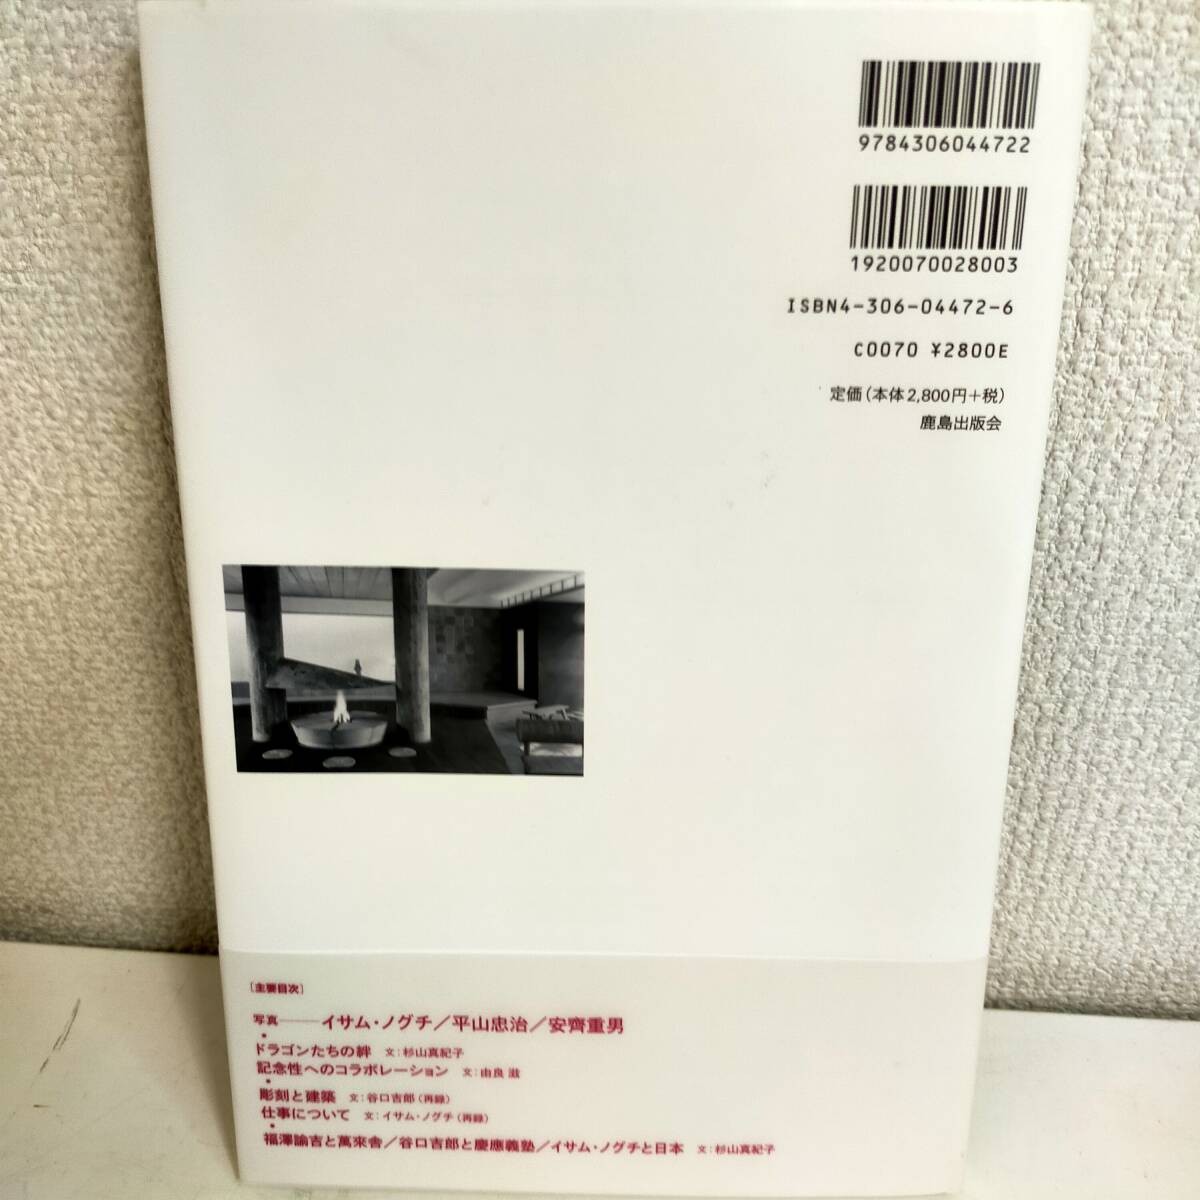 9784306044722
1920070028003
ISBN4-306-04472-6
C0070 ¥2800E
定価(本体2,800円+税)
鹿島出版会
[主要目次]
写真——イサム・ノグチ／平山忠治／安齊重男
・
ドラゴンたちの絆 文:杉山真紀子
記念性へのコラボレーション 文:由良 滋
・
彫刻と建築 文:谷口吉郎(再録)
仕事について 文:イサム・ノグチ(再録)
・
福澤諭吉と萬來舎／谷口吉郎と慶應義塾／イサム・ノグチと日本 文:杉山真紀子